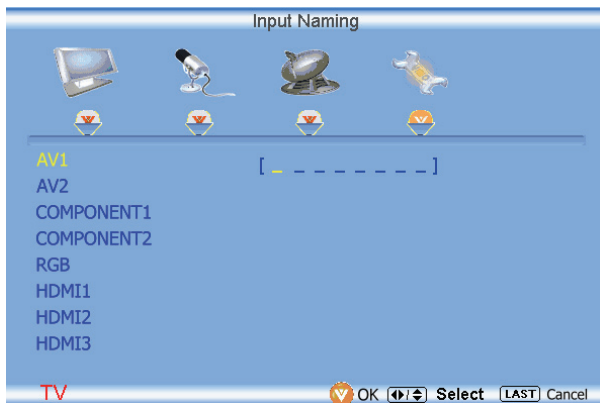 Input Naming
AV1 [ _ _ _ _ _ _ _ _ ]
AV2
COMPONENT1
COMPONENT2
RGB
HDMI1
HDMI2
HDMI3
TV OK Select LAST Cancel